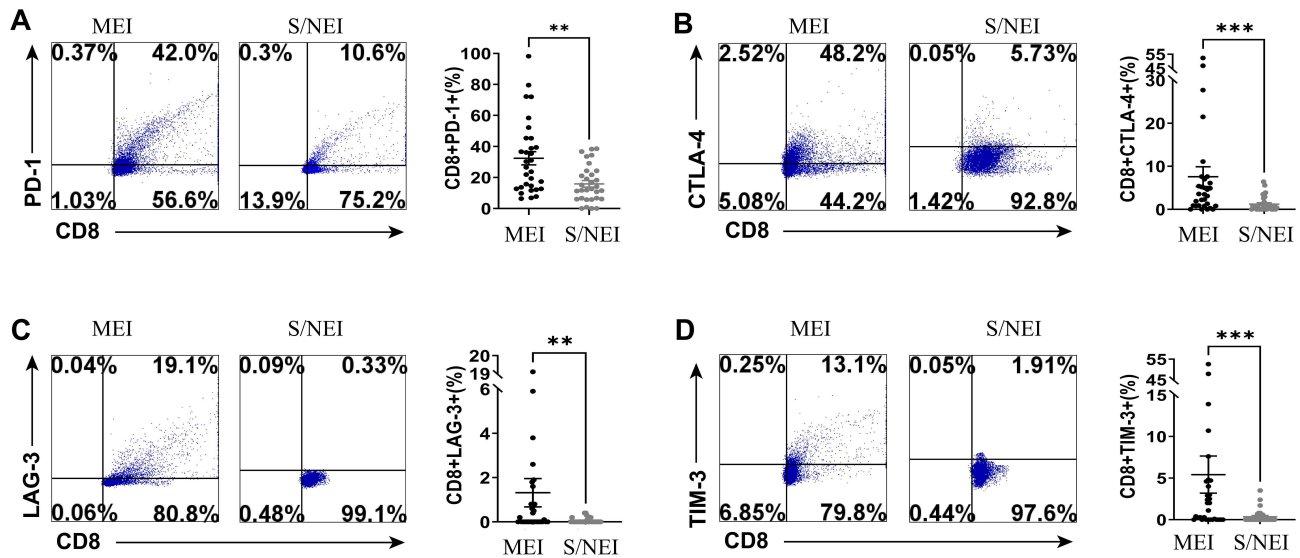 A
MEI
S/NEI
0.37%
42.0%
1.03%
56.6%
0.3%
10.6%
13.9%
75.2%
PD-1
CD8
CD8+PD-1+(%)
100
80
60
40
20
0
**
MEI
S/NEI
B
MEI
S/NEI
2.52%
48.2%
5.08%
44.2%
0.05%
5.73%
1.42%
92.8%
CTLA-4
CD8
CD8+CTLA-4+(%)
55
45
30
20
10
0
***
MEI
S/NEI
C
MEI
S/NEI
0.04%
19.1%
0.06%
80.8%
0.09%
0.33%
0.48%
99.1%
LAG-3
CD8
CD8+LAG-3+(%)
20
19
6
4
2
0
**
MEI
S/NEI
D
MEI
S/NEI
0.25%
13.1%
6.85%
79.8%
0.05%
1.91%
0.44%
97.6%
TIM-3
CD8
CD8+TIM-3+(%)
55
45
15
10
5
0
***
MEI
S/NEI